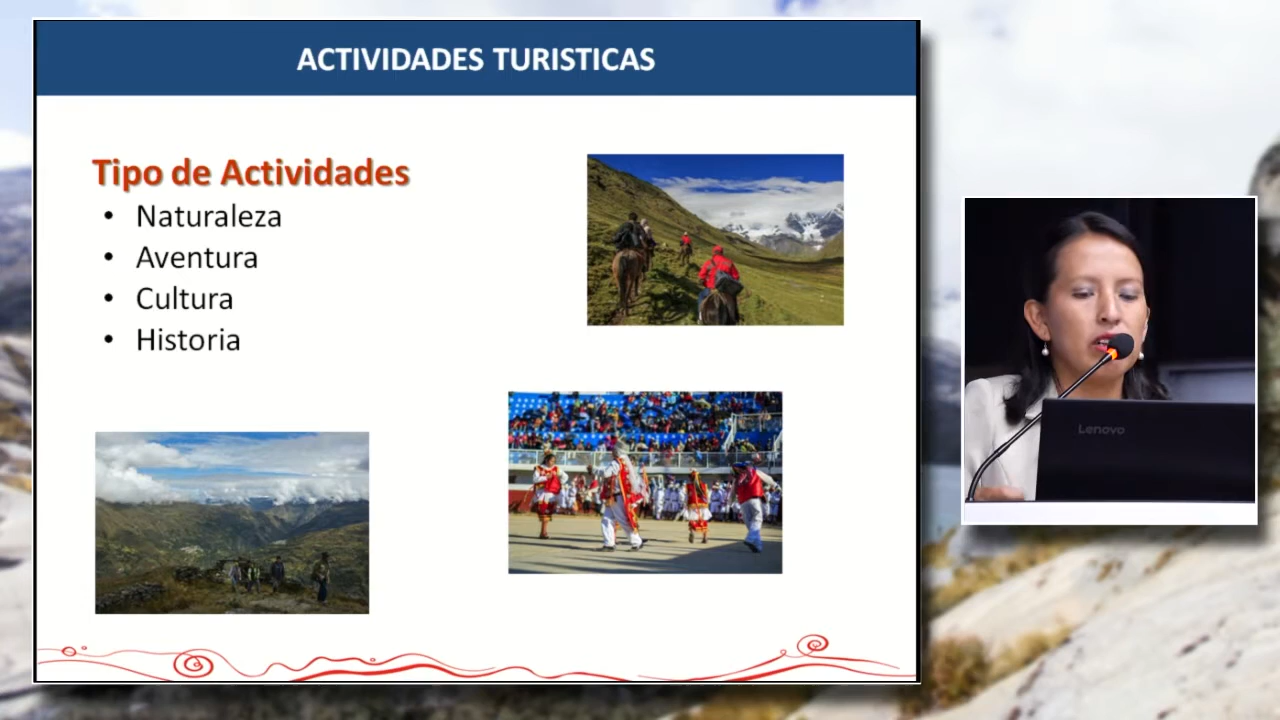 ACTIVIDADES TURISTICAS
Tipo de Actividades
• Naturaleza
• Aventura
• Cultura
• Historia
Lenovo